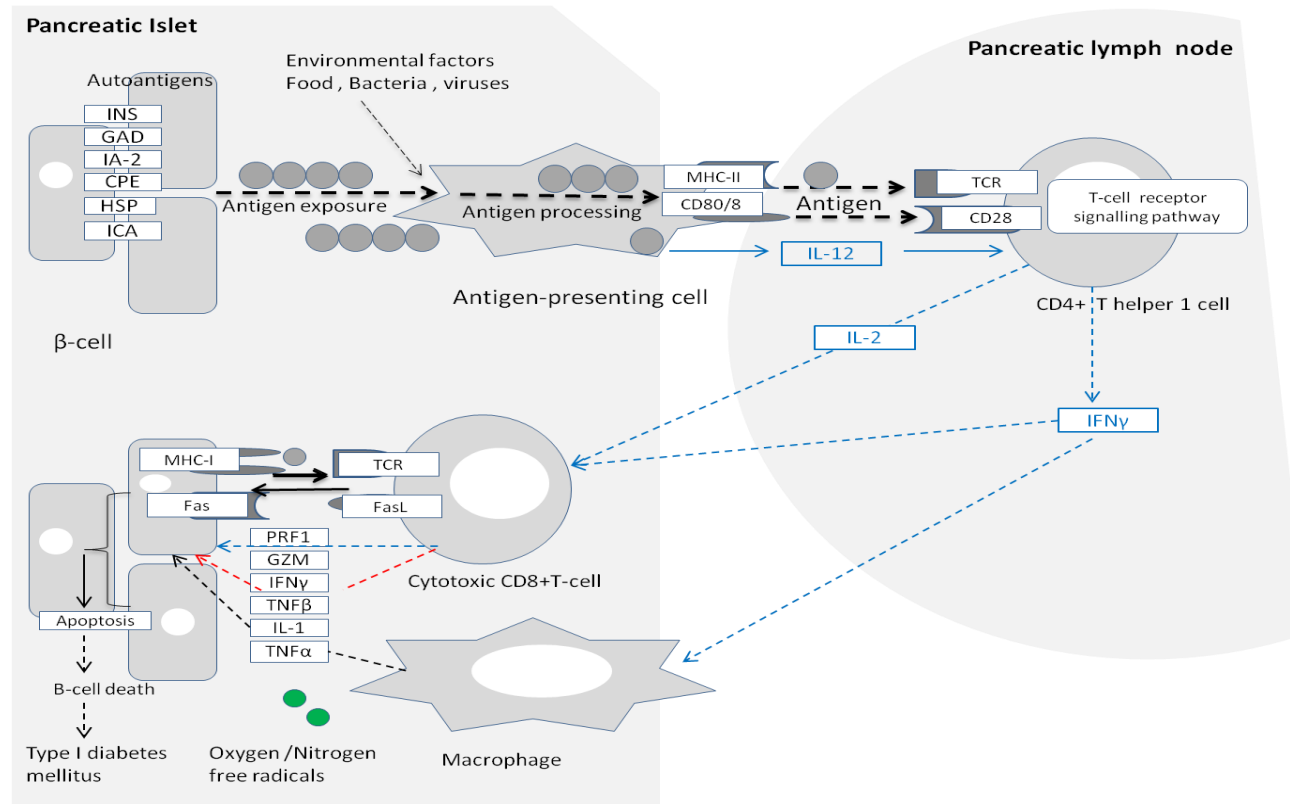 Pancreatic Islet
Pancreatic lymph node
Environmental factors
Food , Bacteria , viruses
Autoantigens
INS
GAD
IA-2
CPE
HSP
ICA
Antigen exposure
Antigen processing
MHC-II
CD80/8
Antigen
TCR
CD28
T-cell receptor
signalling pathway
IL-12
Antigen-presenting cell
CD4+ T helper 1 cell
β-cell
IL-2
IFNγ
MHC-I
TCR
Fas
FasL
PRF1
GZM
IFNγ
TNFβ
IL-1
TNFα
Cytotoxic CD8+T-cell
Apoptosis
B-cell death
Type I diabetes
mellitus
Oxygen /Nitrogen
free radicals
Macrophage